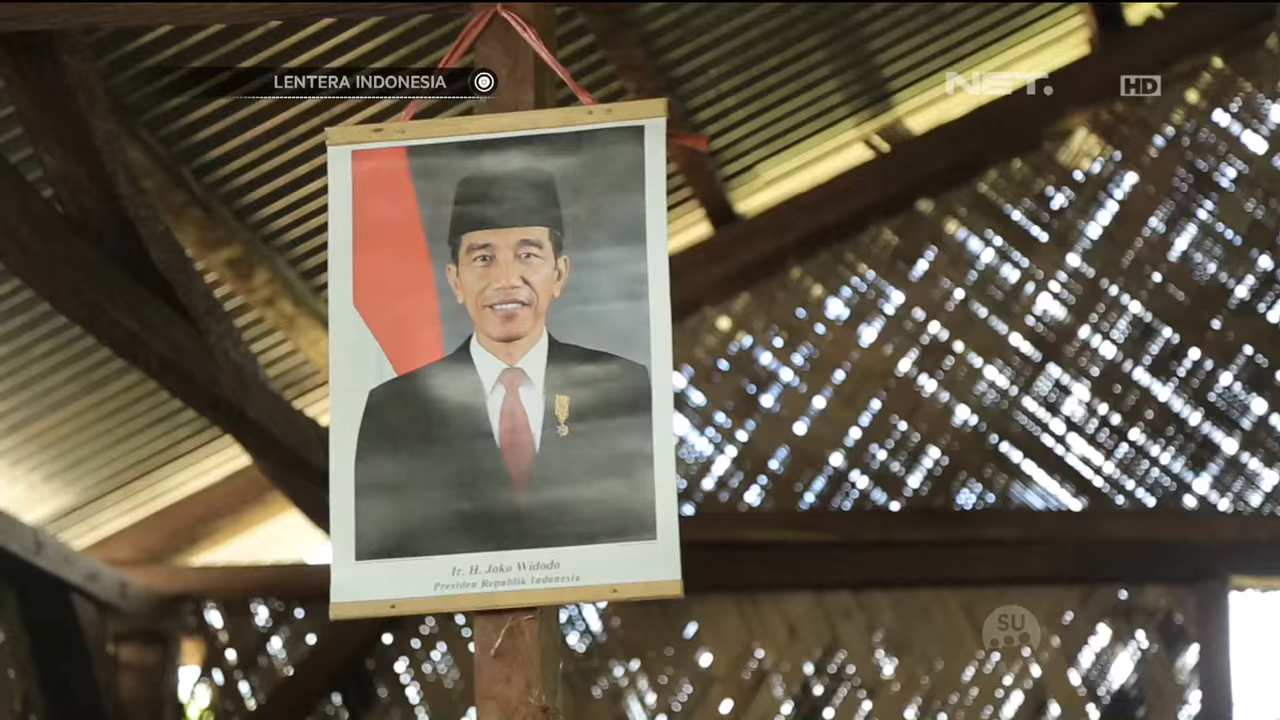 LENTERA INDONESIA
NET.
HD
Ir. H. Joko Widodo
Presiden Republik Indonesia
SU